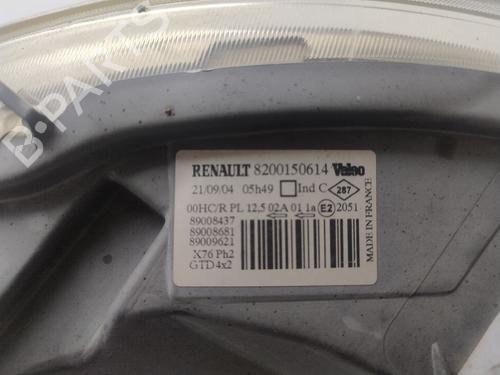 B-PARTS
RENAULT 8200150614 Valeo
21/09/04 05h49 Ind C 287
00HC/R PL 12,5 02A 01 1a E2 2051
89008437
89008681
89009621
X76 Ph2
GTD 4x2
MADE IN FRANCE